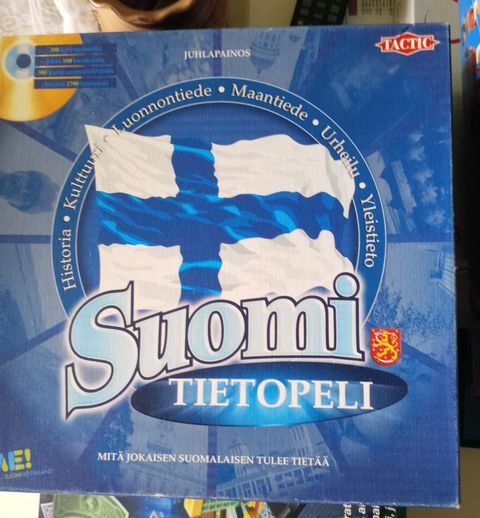 JUHLAPAINOS
TACTIC
Historia • Kulttuuri • Luonnontiede • Maantiede • Urheilu • Yleistieto
Suomi
TIETOPELI
MITÄ JOKAISEN SUOMALAISEN TULEE TIETÄÄ